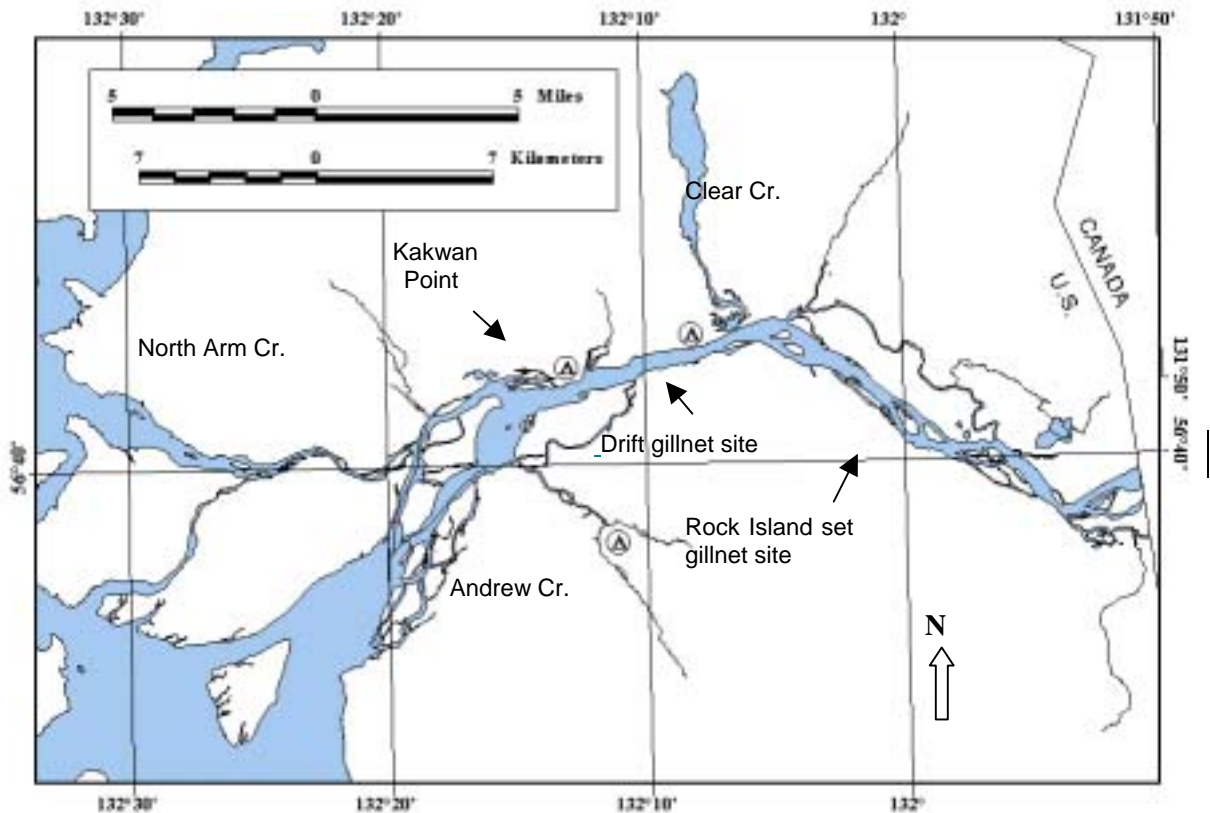 132°30' 132°20' 132°10' 132° 131°50'
5 0 5 Miles
7 0 7 Kilometers
Clear Cr.
Kakwan
Point
CANADA
U.S.
North Arm Cr.
131°50'
Drift gillnet site
56°40'
56°40'
Rock Island set
gillnet site
Andrew Cr.
N
132°30' 132°20' 132°10' 132°